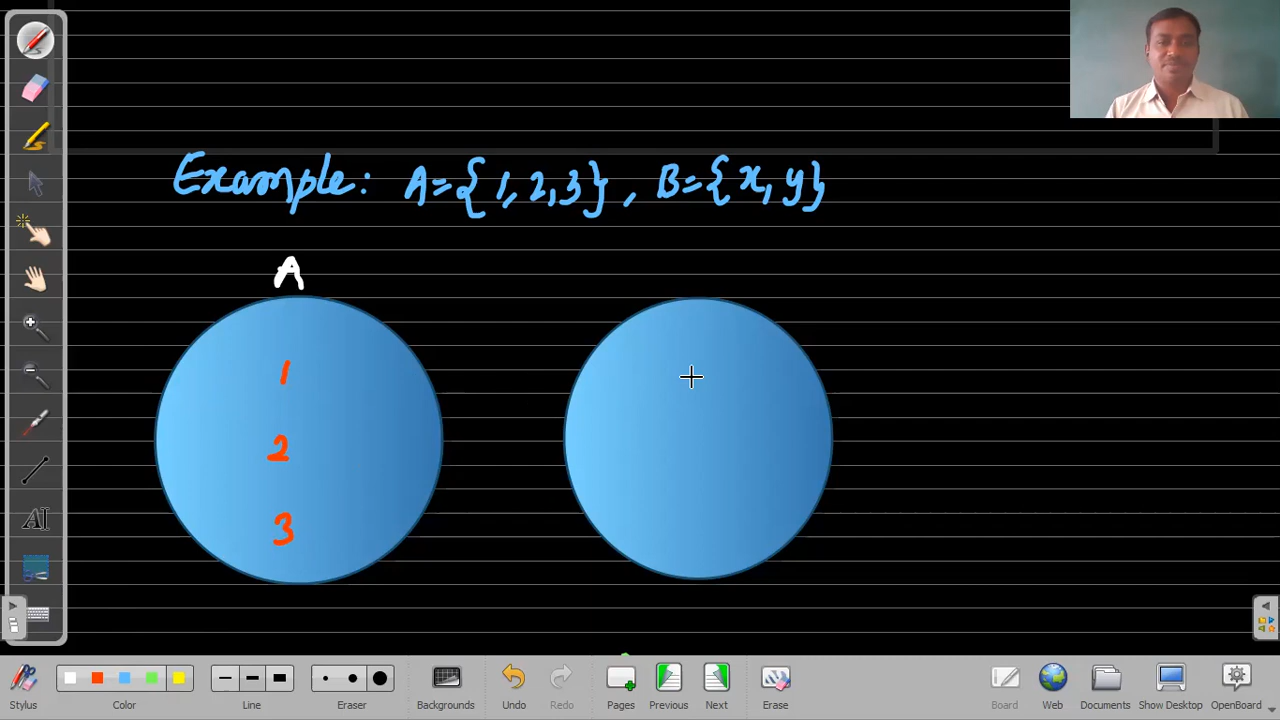 Example: A={1,2,3}, B={x,y}
A
1
2
3
AI
Stylus
Color
Line
Eraser
Backgrounds
Undo
Redo
Pages
Previous
Next
Erase
Board
Web
Documents
Show Desktop
OpenBoard